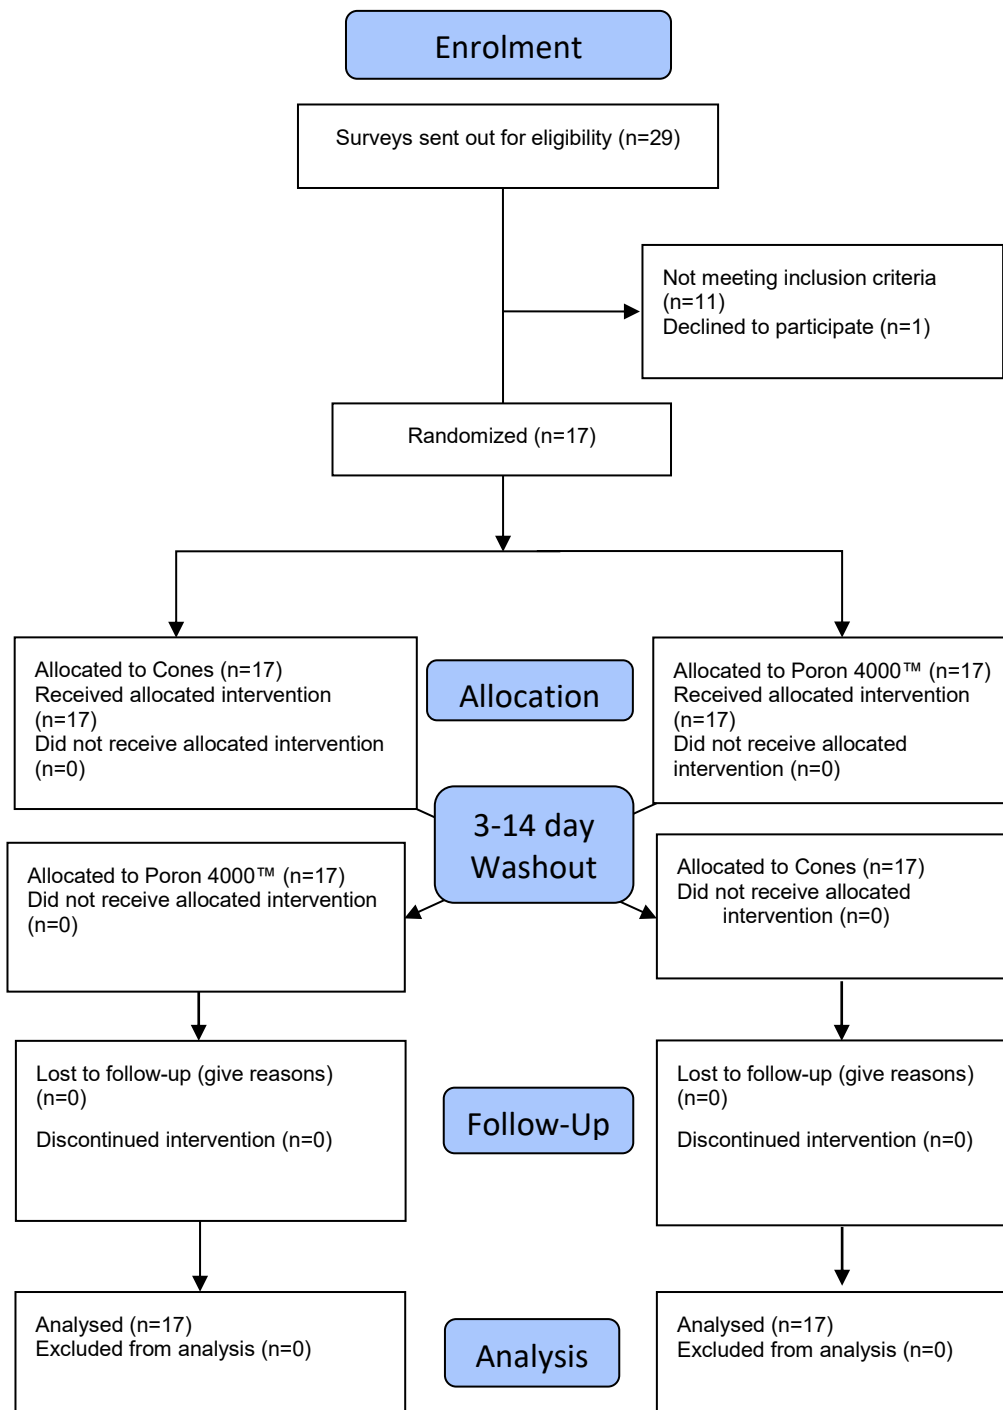 Enrolment
Surveys sent out for eligibility (n=29)
Not meeting inclusion criteria
(n=11)
Declined to participate (n=1)
Randomized (n=17)
Allocated to Cones (n=17)
Received allocated intervention
(n=17)
Did not receive allocated intervention
(n=0)
Allocation
Allocated to Poron 4000™ (n=17)
Received allocated intervention
(n=17)
Did not receive allocated
intervention (n=0)
3-14 day
Washout
Allocated to Poron 4000™ (n=17)
Did not receive allocated intervention
(n=0)
Allocated to Cones (n=17)
Did not receive allocated
intervention (n=0)
Lost to follow-up (give reasons)
(n=0)
Discontinued intervention (n=0)
Follow-Up
Lost to follow-up (give reasons)
(n=0)
Discontinued intervention (n=0)
Analysed (n=17)
Excluded from analysis (n=0)
Analysis
Analysed (n=17)
Excluded from analysis (n=0)